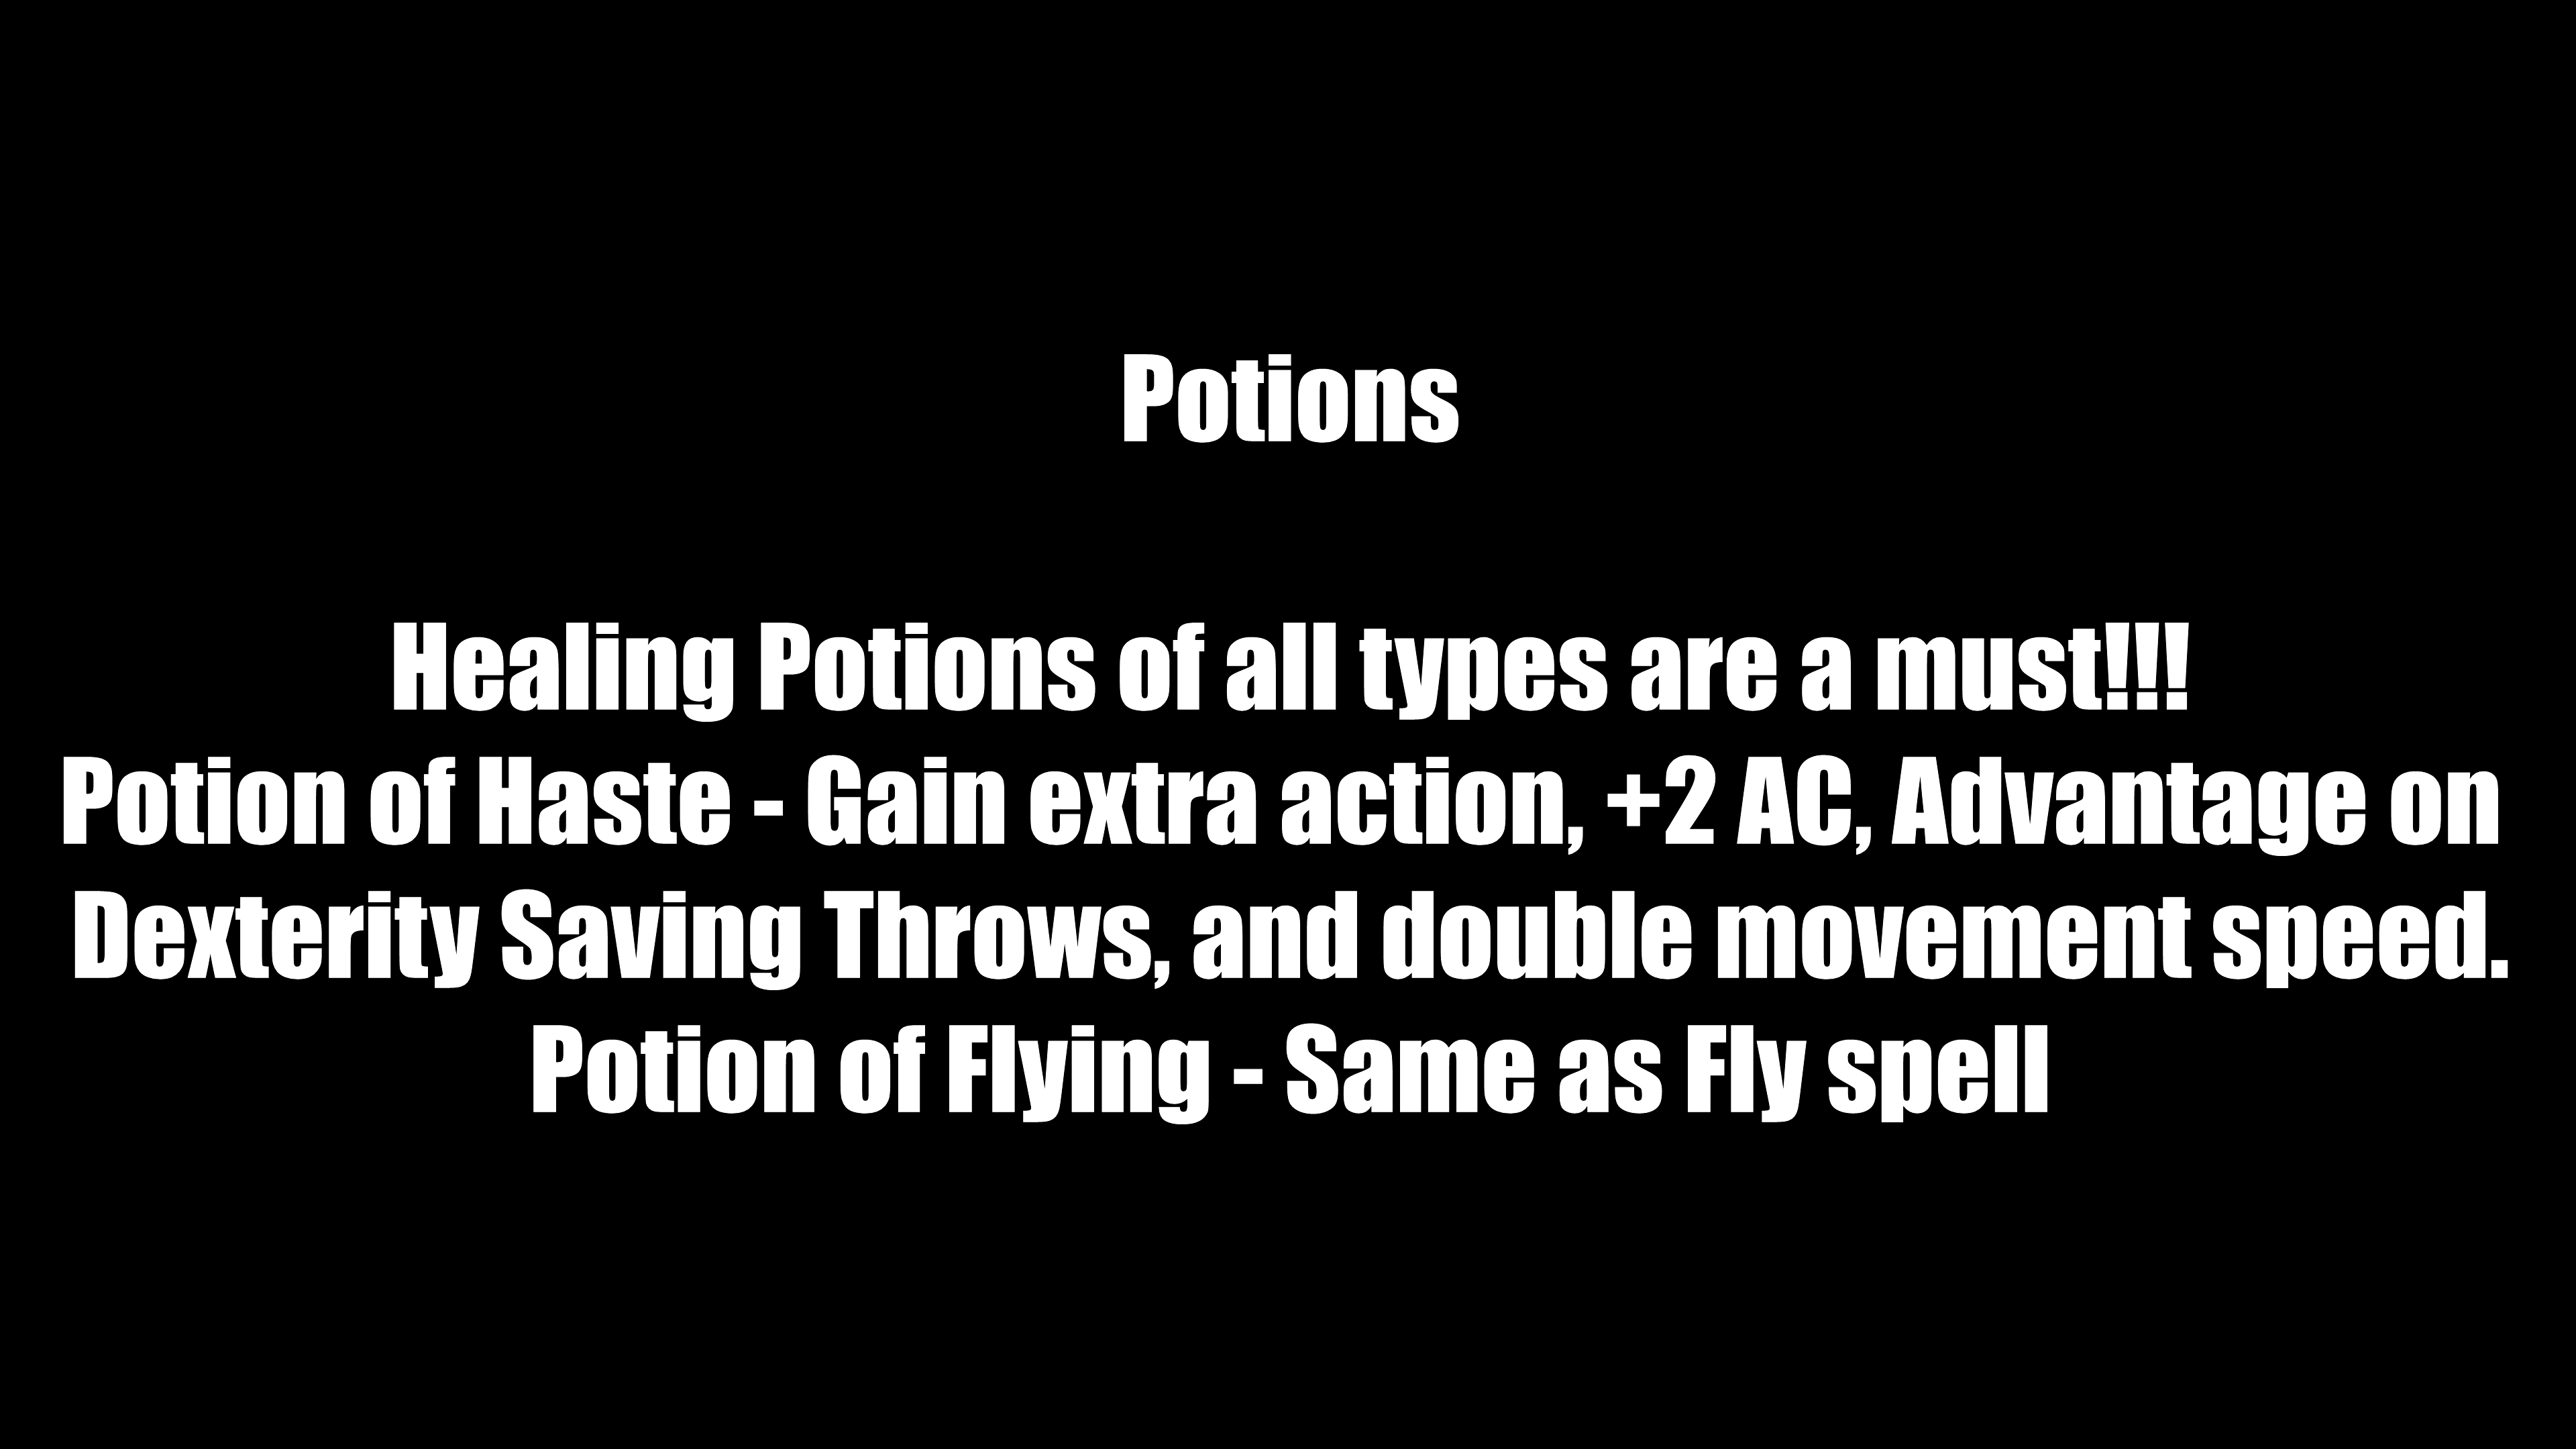 Potions
Healing Potions of all types are a must!!!
Potion of Haste - Gain extra action, +2 AC, Advantage on
Dexterity Saving Throws, and double movement speed.
Potion of Flying - Same as Fly spell